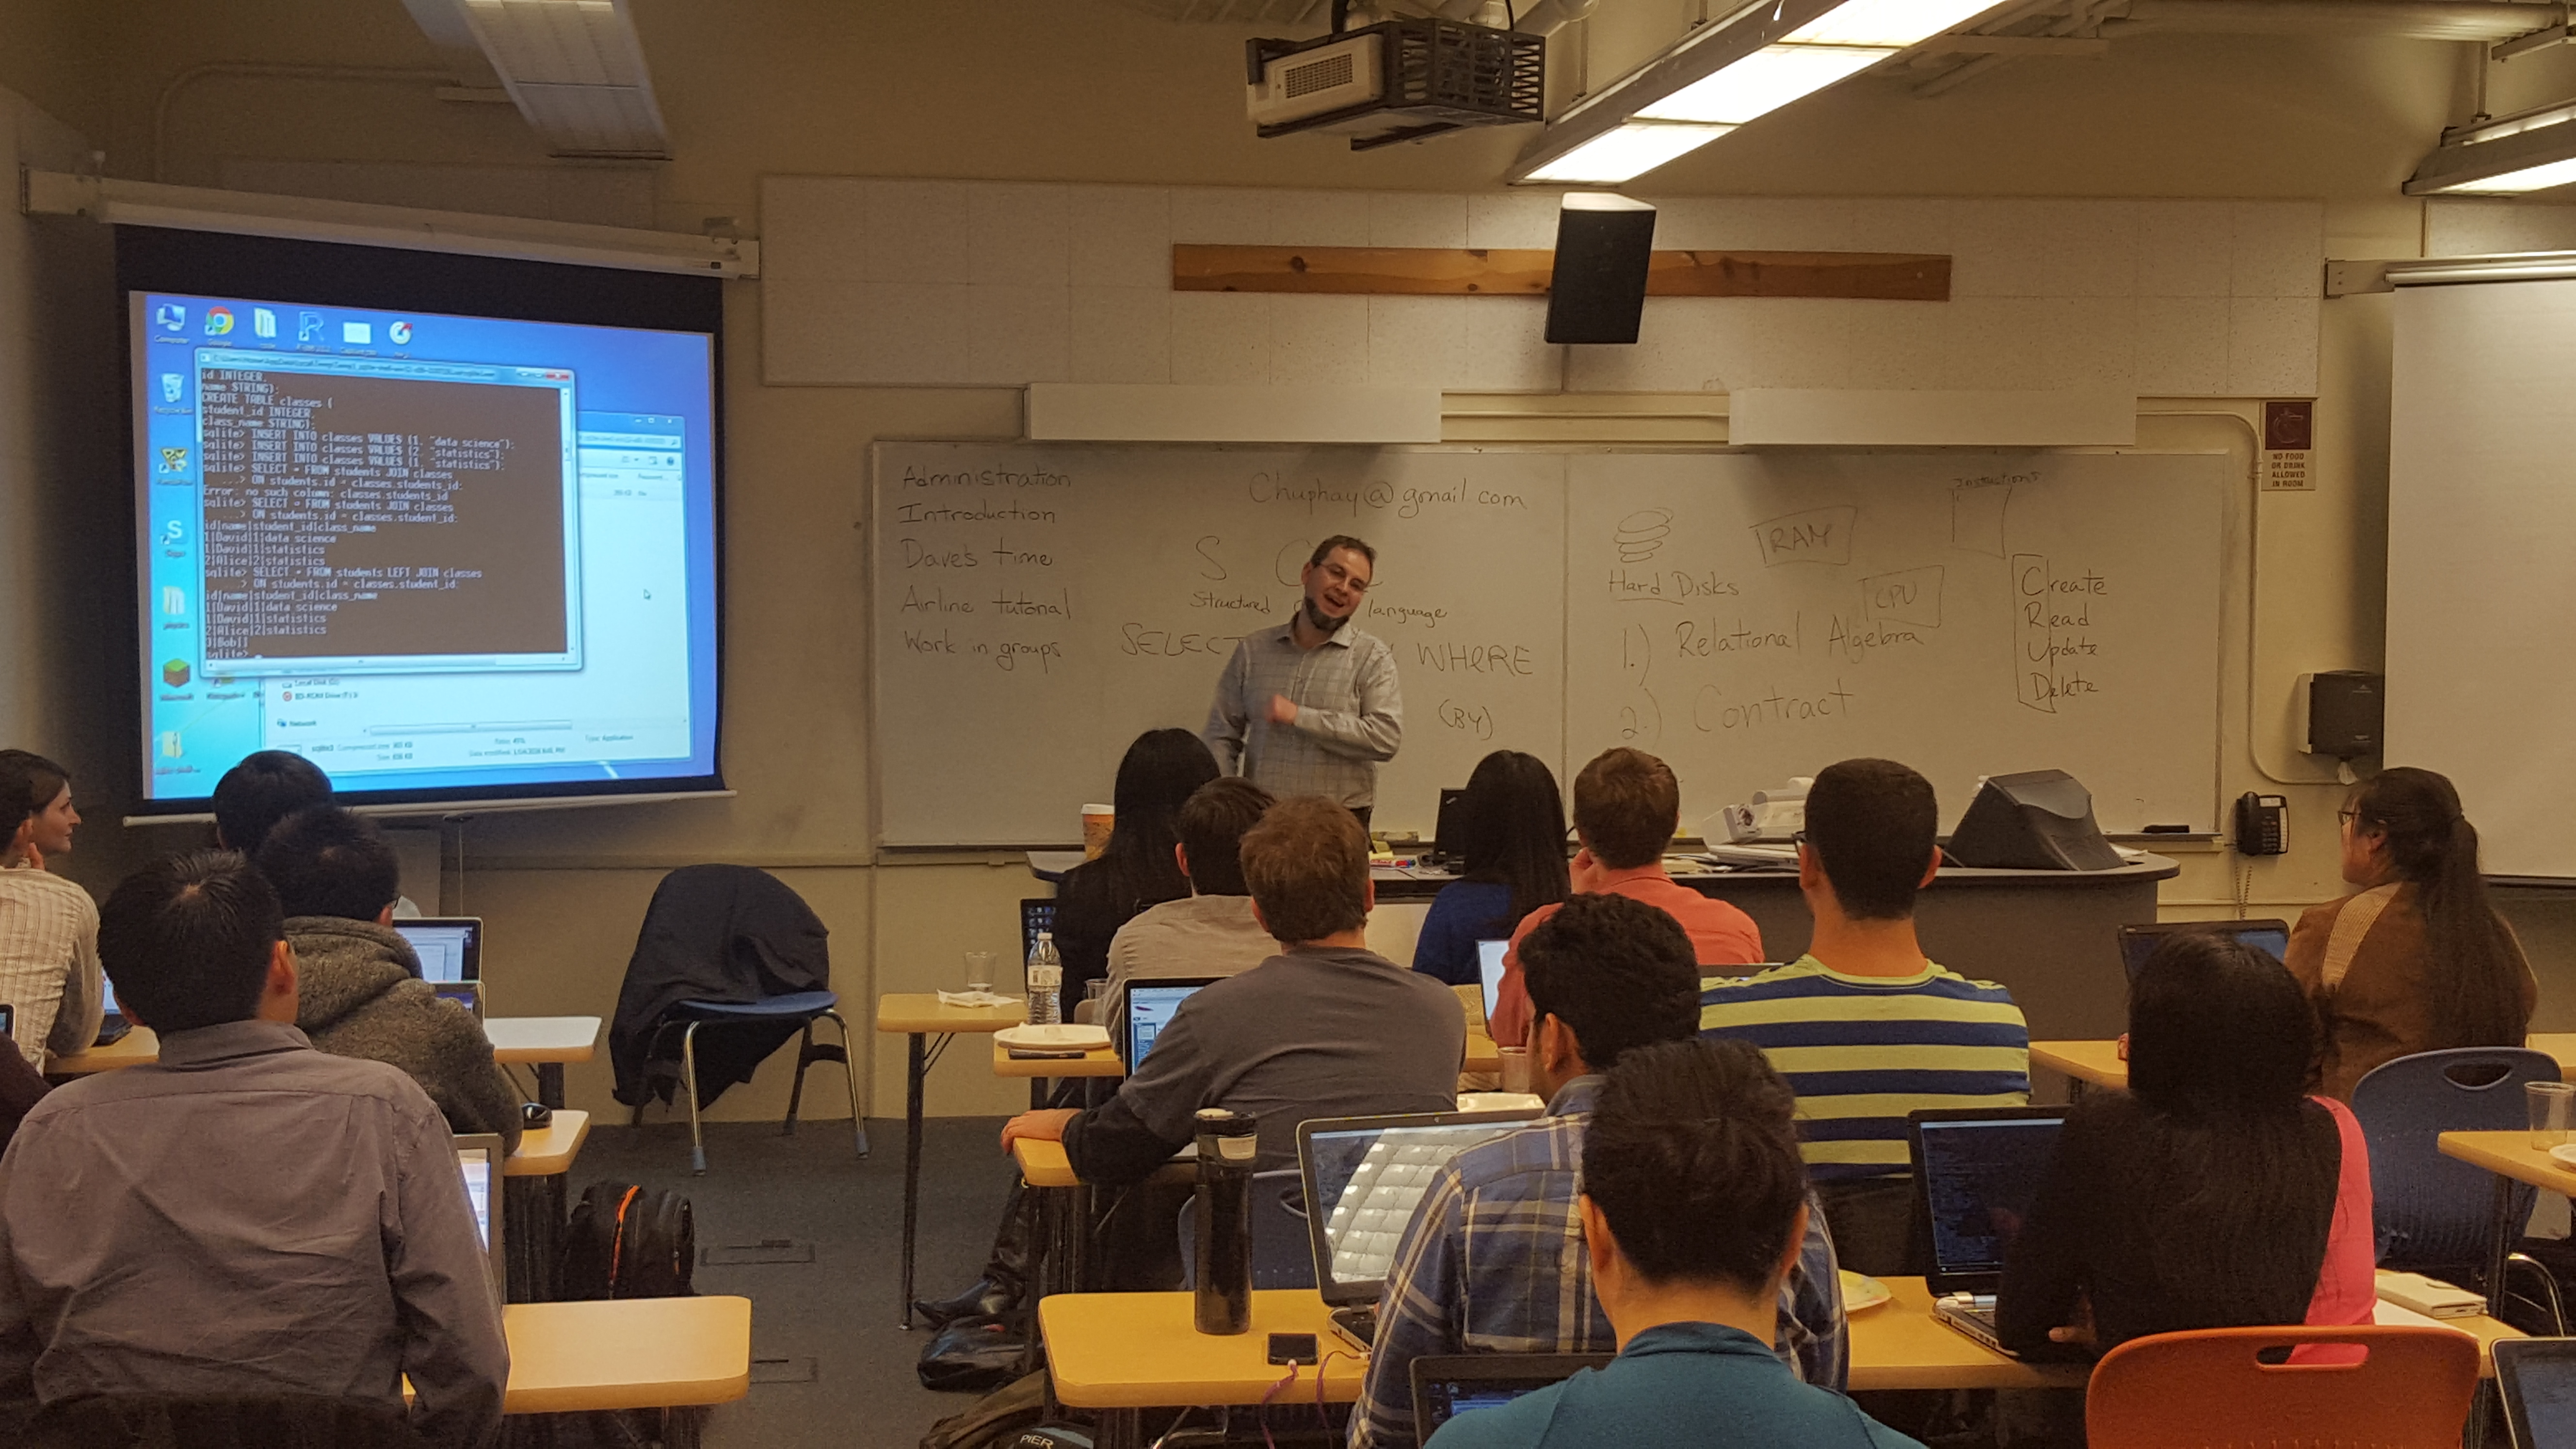 Computer
Google
id INTEGER,
name STRING);
CREATE TABLE classes (
student_id INTEGER,
class_name STRING);
sqlite> INSERT INTO classes VALUES (1, "data science");
sqlite> INSERT INTO classes VALUES (2, "statistics");
sqlite> INSERT INTO classes VALUES (1, "statistics");
sqlite> SELECT * FROM students JOIN classes
...> ON students.id = classes.students_id;
Error: no such column: classes.students_id
sqlite> SELECT * FROM students JOIN classes
...> ON students.id = classes.student_id;
id|name|student_id|class_name
1|David|1|data science
1|David|1|statistics
2|Alice|2|statistics
sqlite> SELECT * FROM students LEFT JOIN classes
...> ON students.id = classes.student_id;
id|name|student_id|class_name
1|David|1|data science
1|David|1|statistics
2|Alice|2|statistics
3|Bob||
sqlite>
Network
Administration
Introduction
Dave's time
Airline tutorial
Work in groups
Chuphay@gmail.com
S
Structured language
SELECT WHERE
(BY)
Hard Disks
RAM
CPU
Instructions
1.) Relational Algebra
2.) Contract
Create
Read
Update
Delete
NO FOOD
OR DRINK
ALLOWED
IN ROOM
PIER